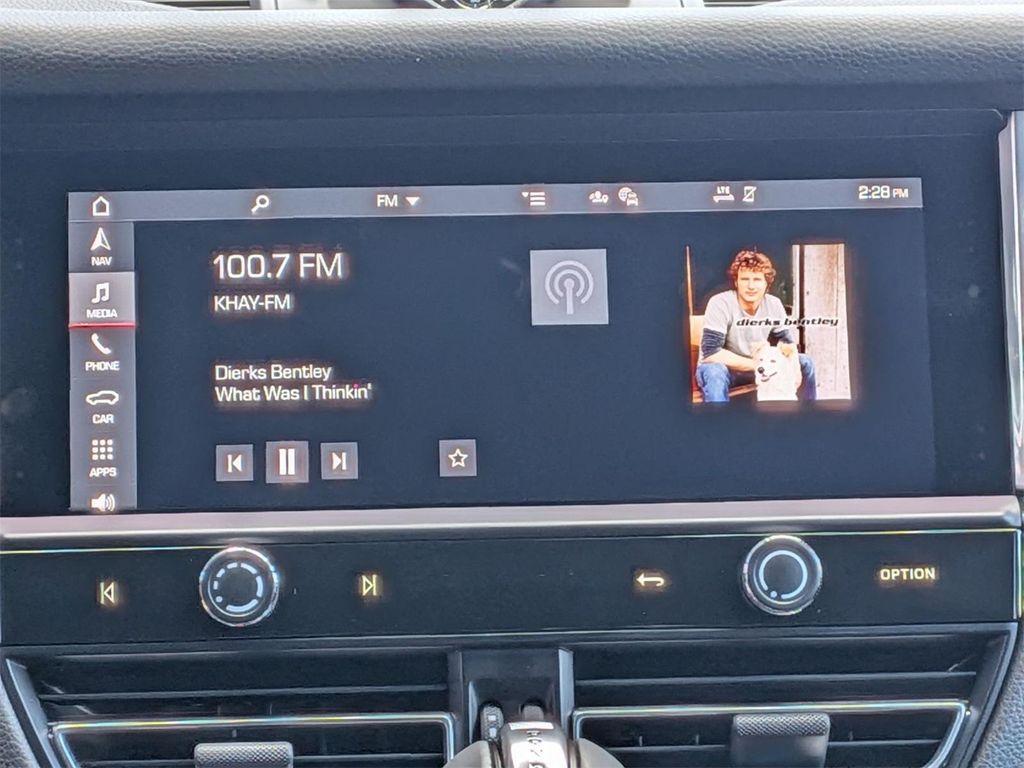 FM
LTE
2:28 PM
NAV
MEDIA
PHONE
CAR
APPS
100.7 FM
KHAY-FM
Dierks Bentley
What Was I Thinkin'
dierks bentley
OPTION